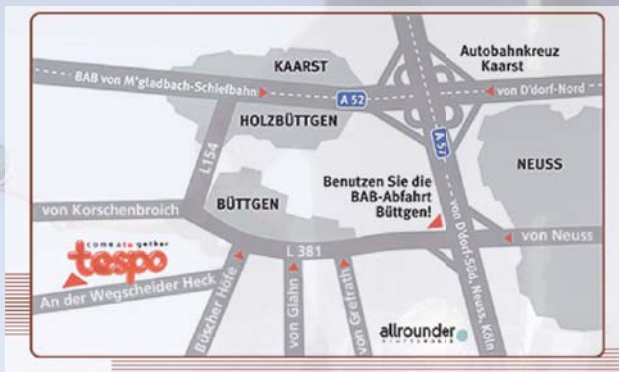 KAARST
Autobahnkreuz
Kaarst
BAB von M'gladbach-Schiefbahn
A 52
von D'dorf-Nord
HOLZBÜTTGEN
A 57
L154
NEUSS
Benutzen Sie die
BAB-Abfahrt
Büttgen!
BÜTTGEN
von D'dorf-Süd, Neuss, Köln
von Korschenbroich
von Neuss
L 381
tespo
An der Wegscheider Heck
Büscher Höfe
von Glahn
von Grefrath
allrounder